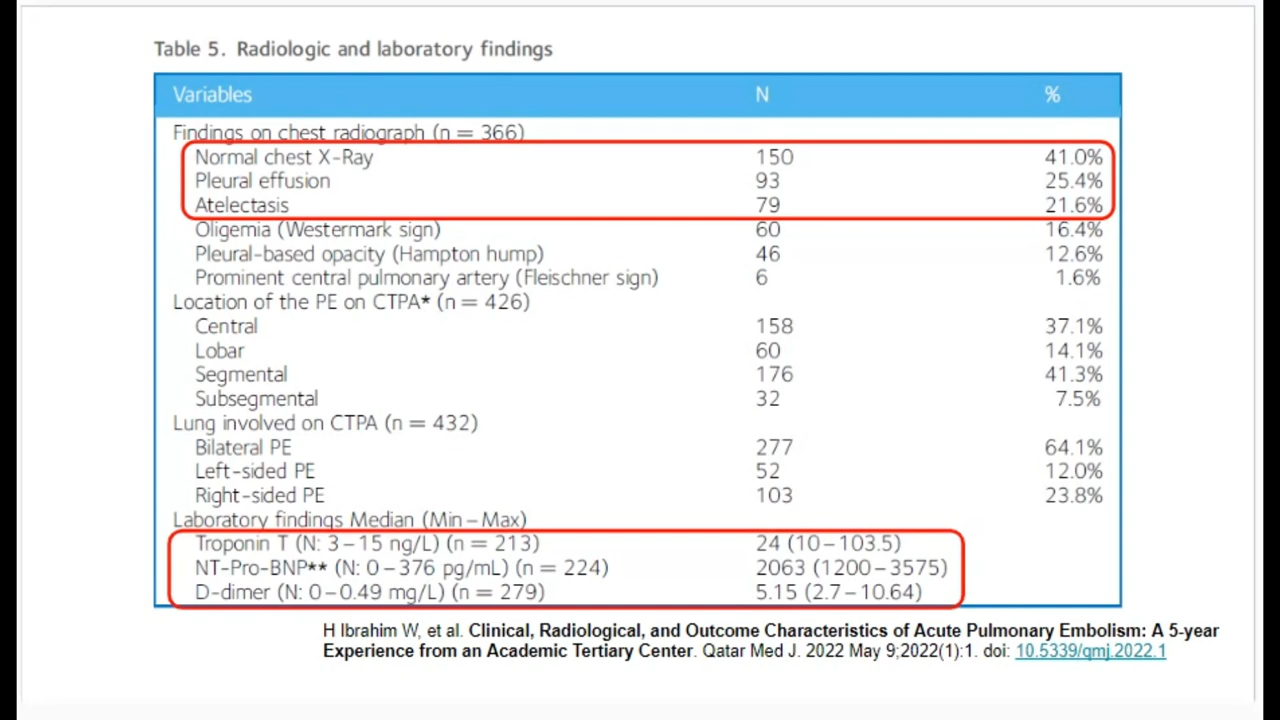 Table 5. Radiologic and laboratory findings
Variables N %
Findings on chest radiograph (n = 366)
Normal chest X-Ray 150 41.0%
Pleural effusion 93 25.4%
Atelectasis 79 21.6%
Oligemia (Westermark sign) 60 16.4%
Pleural-based opacity (Hampton hump) 46 12.6%
Prominent central pulmonary artery (Fleischner sign) 6 1.6%
Location of the PE on CTPA* (n = 426)
Central 158 37.1%
Lobar 60 14.1%
Segmental 176 41.3%
Subsegmental 32 7.5%
Lung involved on CTPA (n = 432)
Bilateral PE 277 64.1%
Left-sided PE 52 12.0%
Right-sided PE 103 23.8%
Laboratory findings Median (Min–Max)
Troponin T (N: 3–15 ng/L) (n = 213) 24 (10–103.5)
NT-Pro-BNP** (N: 0–376 pg/mL) (n = 224) 2063 (1200–3575)
D-dimer (N: 0–0.49 mg/L) (n = 279) 5.15 (2.7–10.64)
H Ibrahim W, et al. Clinical, Radiological, and Outcome Characteristics of Acute Pulmonary Embolism: A 5-year
Experience from an Academic Tertiary Center. Qatar Med J. 2022 May 9;2022(1):1. doi: 10.5339/qmj.2022.1